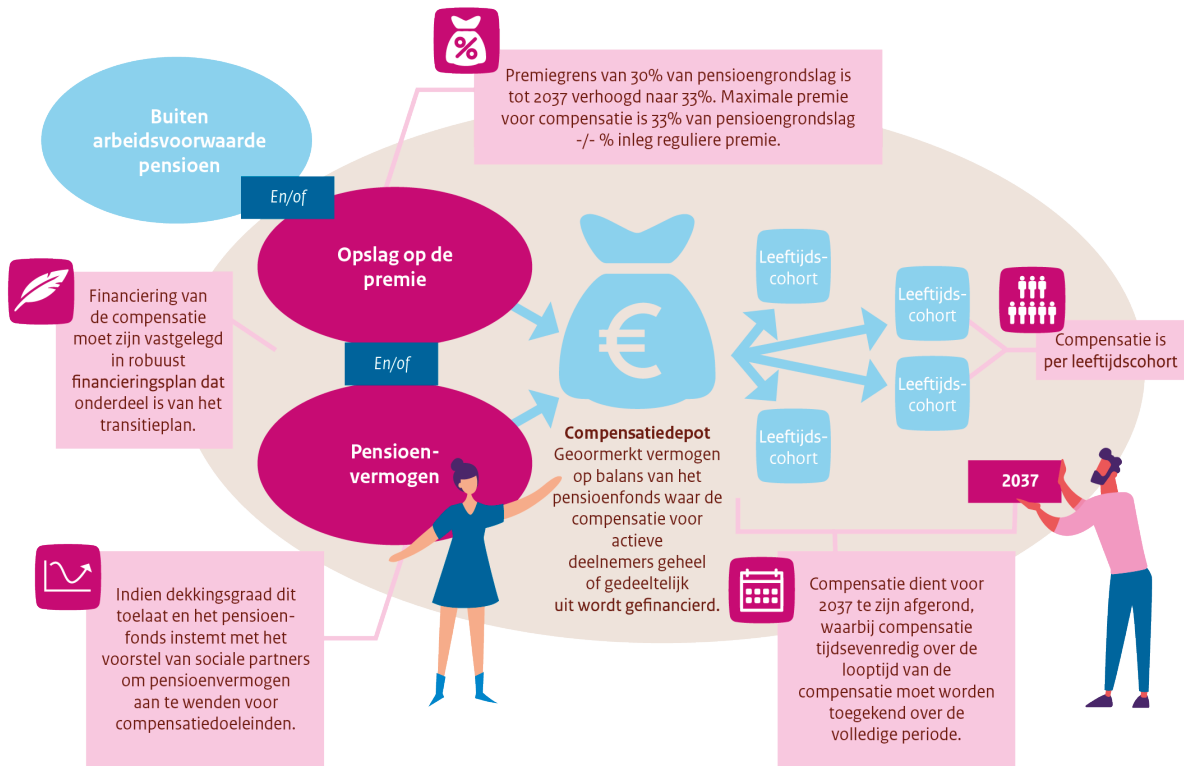 Premiegrens van 30% van pensioengrondslag is
tot 2037 verhoogd naar 33%. Maximale premie
voor compensatie is 33% van pensioengrondslag
-/- % inleg reguliere premie.
Buiten
arbeidsvoorwaarde
pensioen
En/of
Opslag op de
premie
En/of
Pensioen-
vermogen
Financiering van
de compensatie
moet zijn vastgelegd
in robuust
financieringsplan dat
onderdeel is van het
transitieplan.
Indien dekkingsgraad dit
toelaat en het pensioen-
fonds instemt met het
voorstel van sociale partners
om pensioenvermogen
aan te wenden voor
compensatiedoeleinden.
€
Compensatiedepot
Geoormerkt vermogen
op balans van het
pensioenfonds waar de
compensatie voor
actieve
deelnemers geheel
of gedeeltelijk
uit wordt gefinancierd.
Leeftijds-
cohort
Leeftijds-
cohort
Leeftijds-
cohort
Leeftijds-
cohort
Compensatie is
per leeftijdscohort
2037
Compensatie dient voor
2037 te zijn afgerond,
waarbij compensatie
tijdsevenredig over de
looptijd van de
compensatie moet worden
toegekend over de
volledige periode.
%